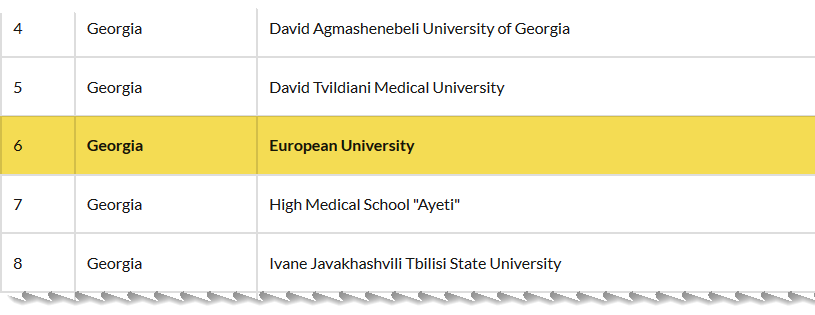 4 Georgia David Agmashenebeli University of Georgia
5 Georgia David Tvildiani Medical University
6 Georgia European University
7 Georgia High Medical School "Ayeti"
8 Georgia Ivane Javakhashvili Tbilisi State University